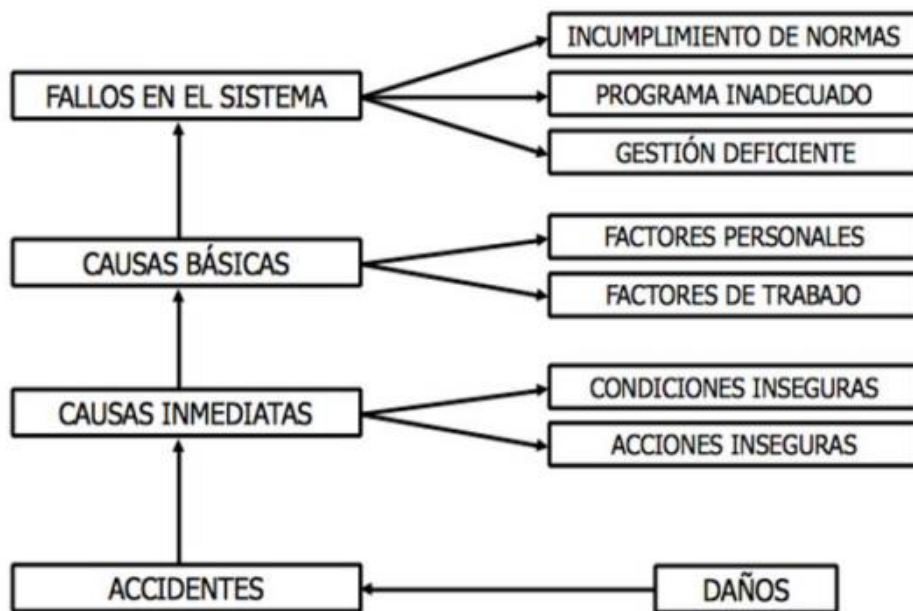 INCUMPLIMIENTO DE NORMAS
FALLOS EN EL SISTEMA
PROGRAMA INADECUADO
GESTIÓN DEFICIENTE
CAUSAS BÁSICAS
FACTORES PERSONALES
FACTORES DE TRABAJO
CAUSAS INMEDIATAS
CONDICIONES INSEGURAS
ACCIONES INSEGURAS
ACCIDENTES
DAÑOS